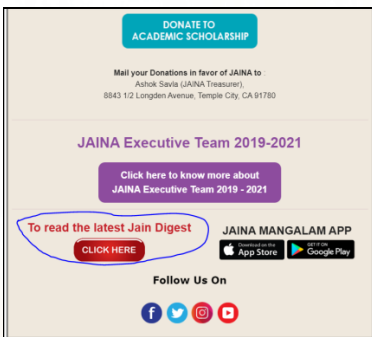 DONATE TO
ACADEMIC SCHOLARSHIP
Mail your Donations in favor of JAINA to :
Ashok Savla (JAINA Treasurer),
8843 1/2 Longden Avenue, Temple City, CA 91780
JAINA Executive Team 2019-2021
Click here to know more about
JAINA Executive Team 2019 - 2021
To read the latest Jain Digest
CLICK HERE
JAINA MANGALAM APP
Download on the
App Store
GET IT ON
Google Play
Follow Us On